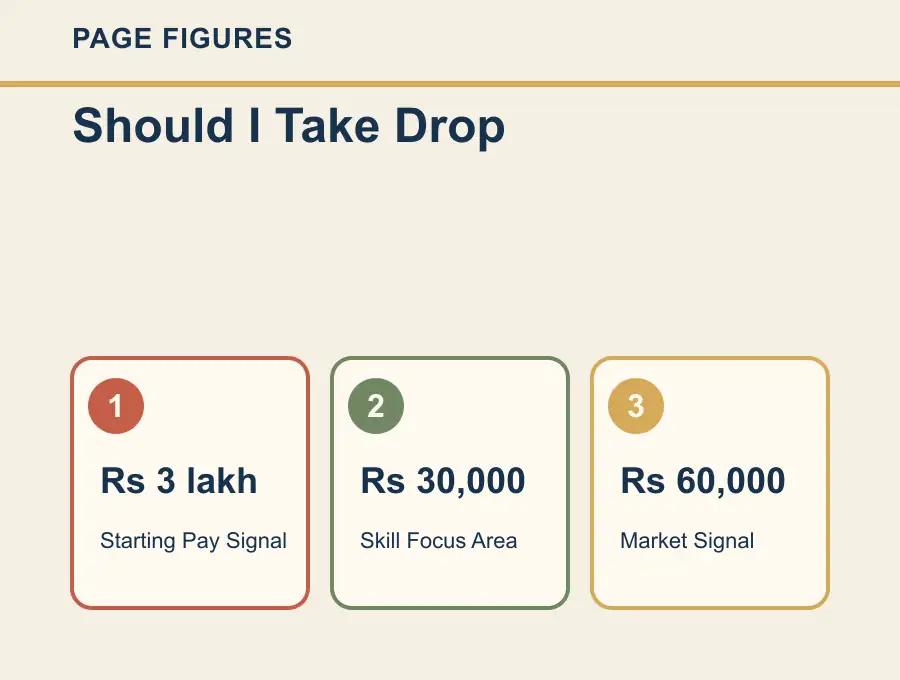 PAGE FIGURES
Should I Take Drop
1
Rs 3 lakh
Starting Pay Signal
2
Rs 30,000
Skill Focus Area
3
Rs 60,000
Market Signal